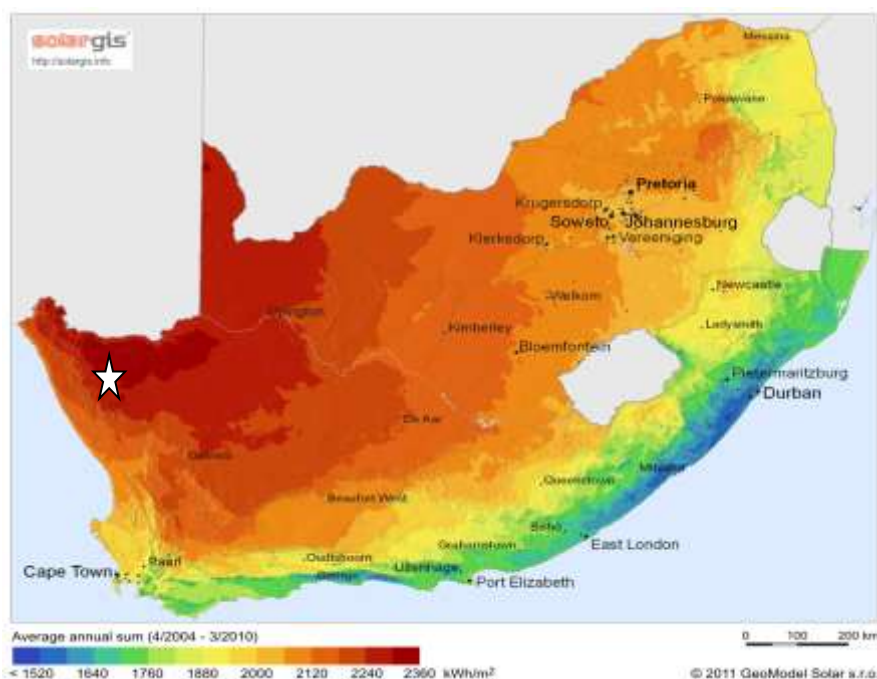 solargis
http://solargis.info
Messina
Polokwane
Pretoria
Krugersdorp
Soweto
Johannesburg
Klerksdorp
Vereeniging
Welkom
Newcastle
Upington
Kimberley
Ladysmith
Bloemfontein
Pietermaritzburg
Durban
De Aar
Queenstown
Beaufort West
Grahamstown
East London
Paarl
Cape Town
Oudtshoorn
George
Uitenhage
Port Elizabeth
Average annual sum (4/2004 - 3/2010)
0 100 200 km
< 1520 1640 1760 1880 2000 2120 2240 2360 kWh/m²
© 2011 GeoModel Solar s.r.o.